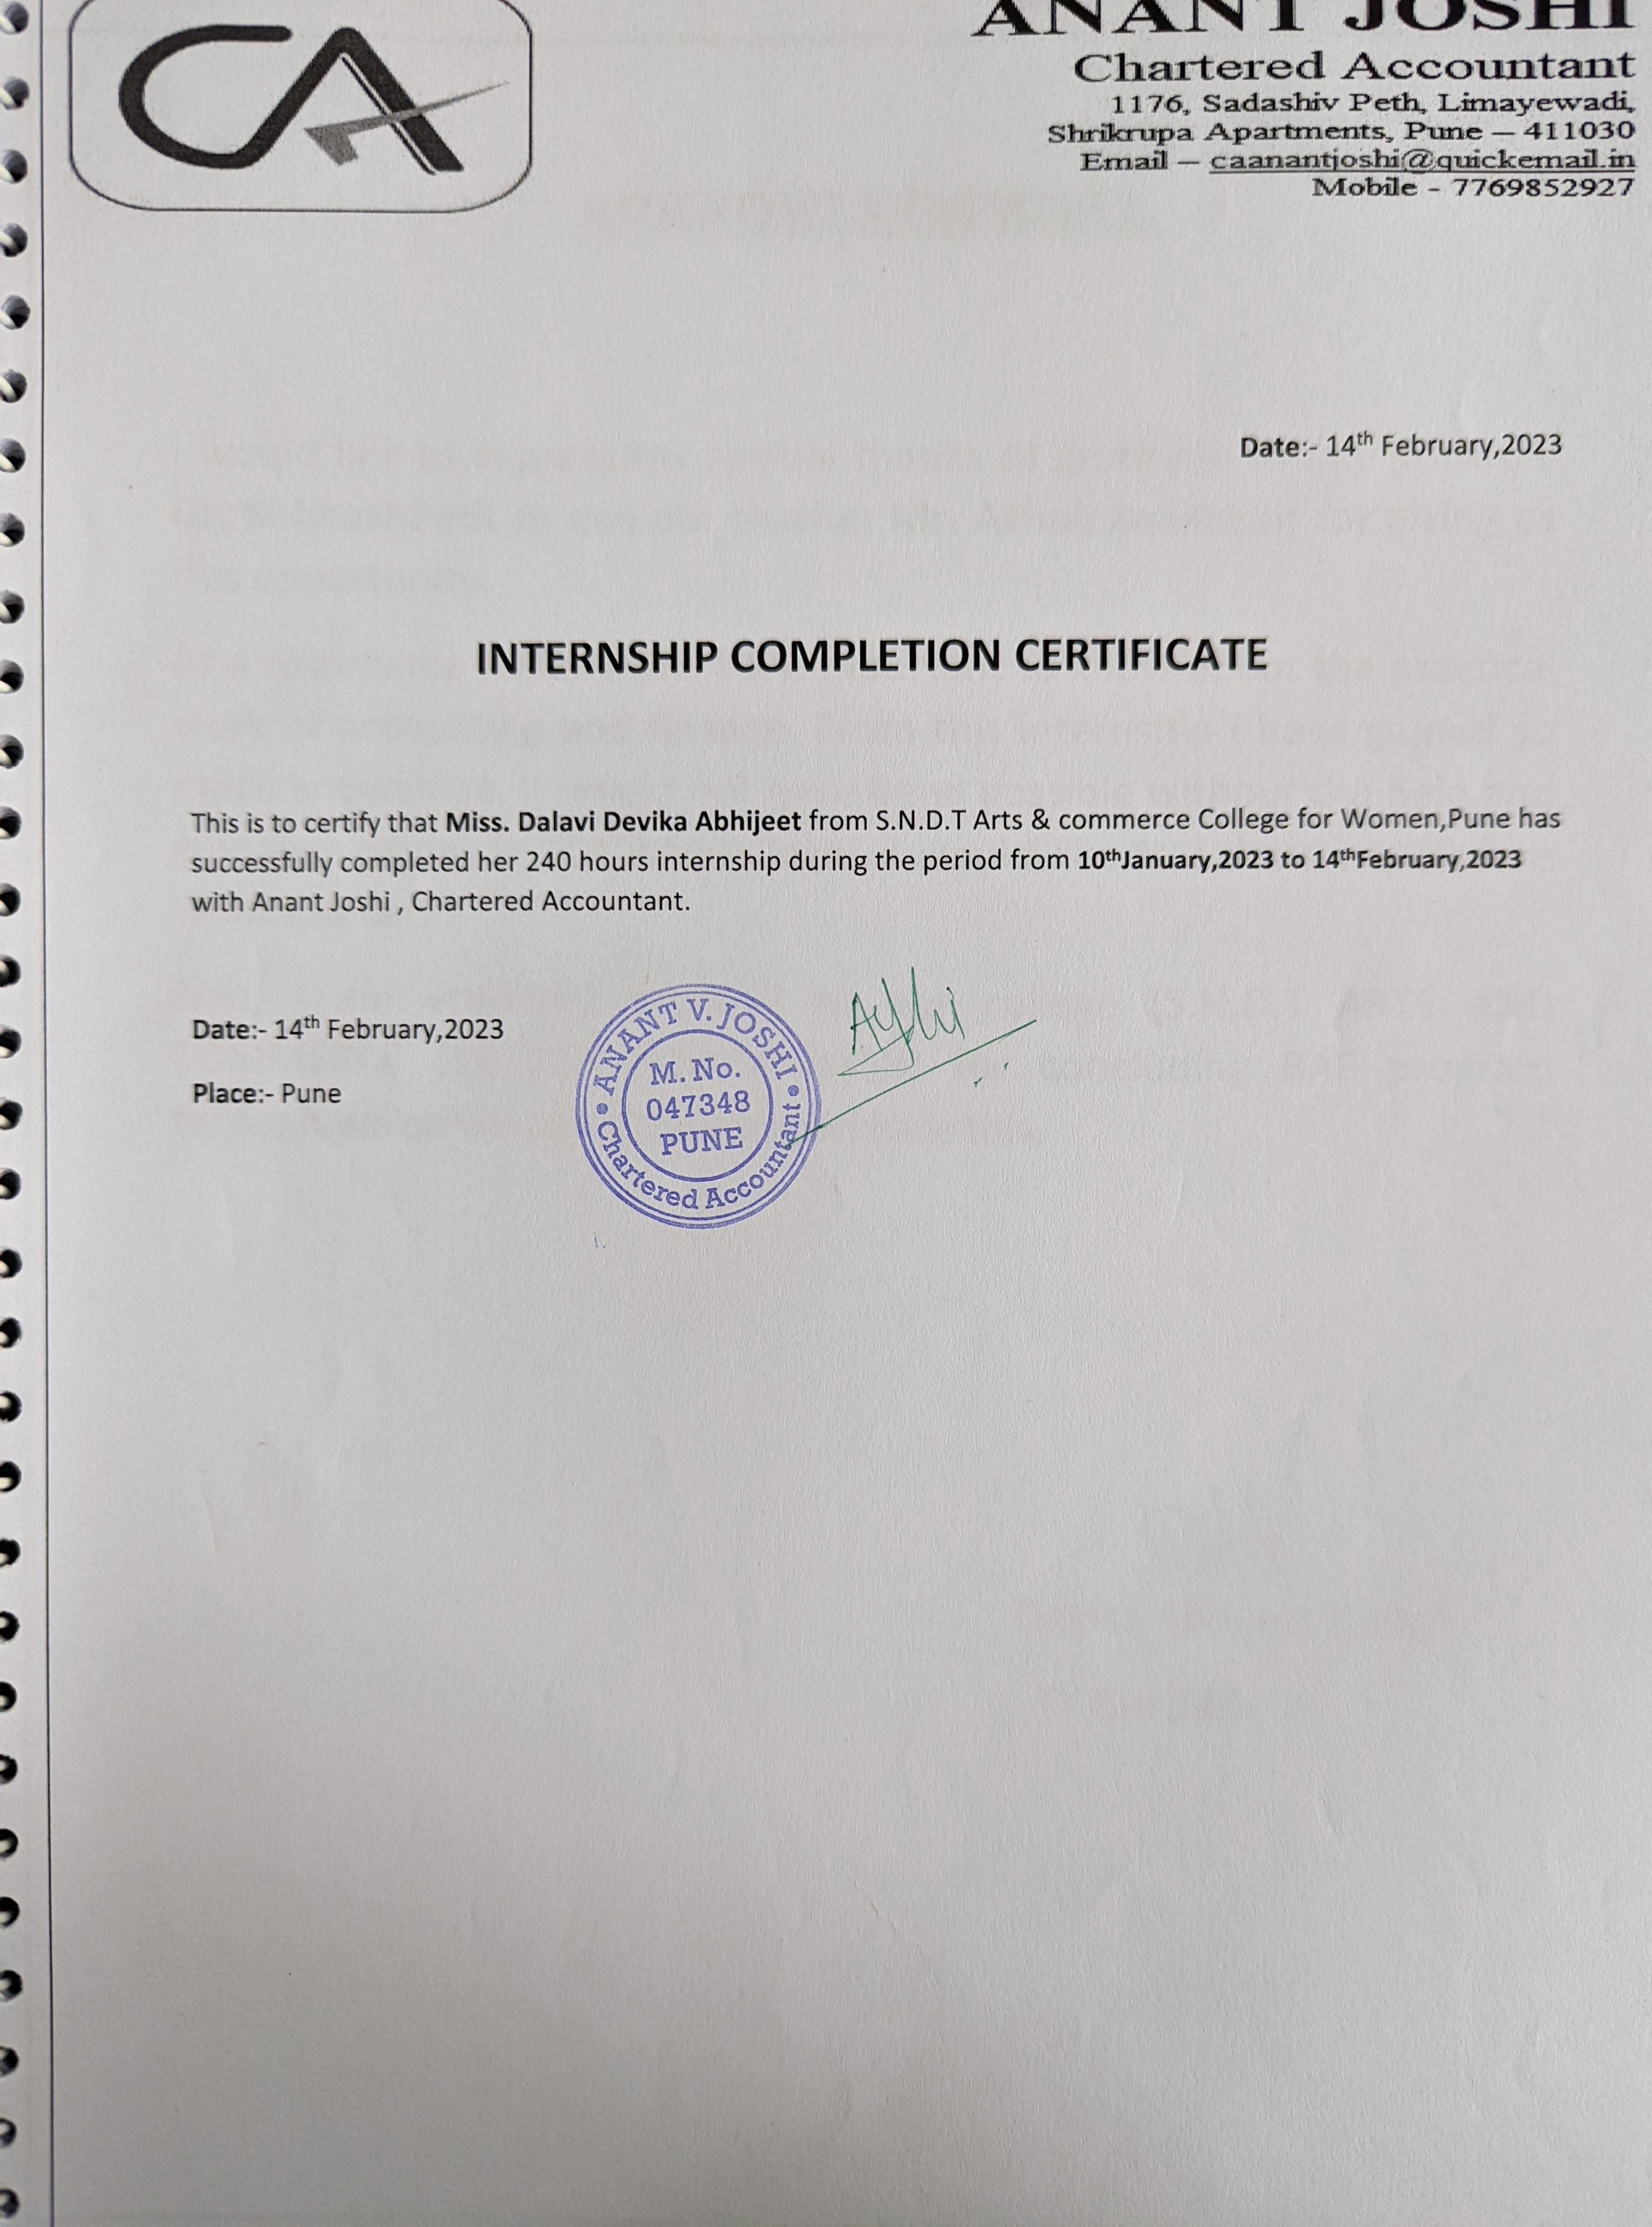 CA
ANANT JOSHI
Chartered Accountant
1176, Sadashiv Peth, Limayewadi,
Shrikrupa Apartments, Pune – 411030
Email – caanantjoshi@quickemail.in
Mobile - 7769852927
Date:- 14th February,2023
INTERNSHIP COMPLETION CERTIFICATE
This is to certify that Miss. Dalavi Devika Abhijeet from S.N.D.T Arts & commerce College for Women,Pune has
successfully completed her 240 hours internship during the period from 10thJanuary,2023 to 14thFebruary,2023
with Anant Joshi , Chartered Accountant.
Date:- 14th February,2023
Place:- Pune
ANANT V. JOSHI
M. No.
047348
PUNE
Chartered Accountant